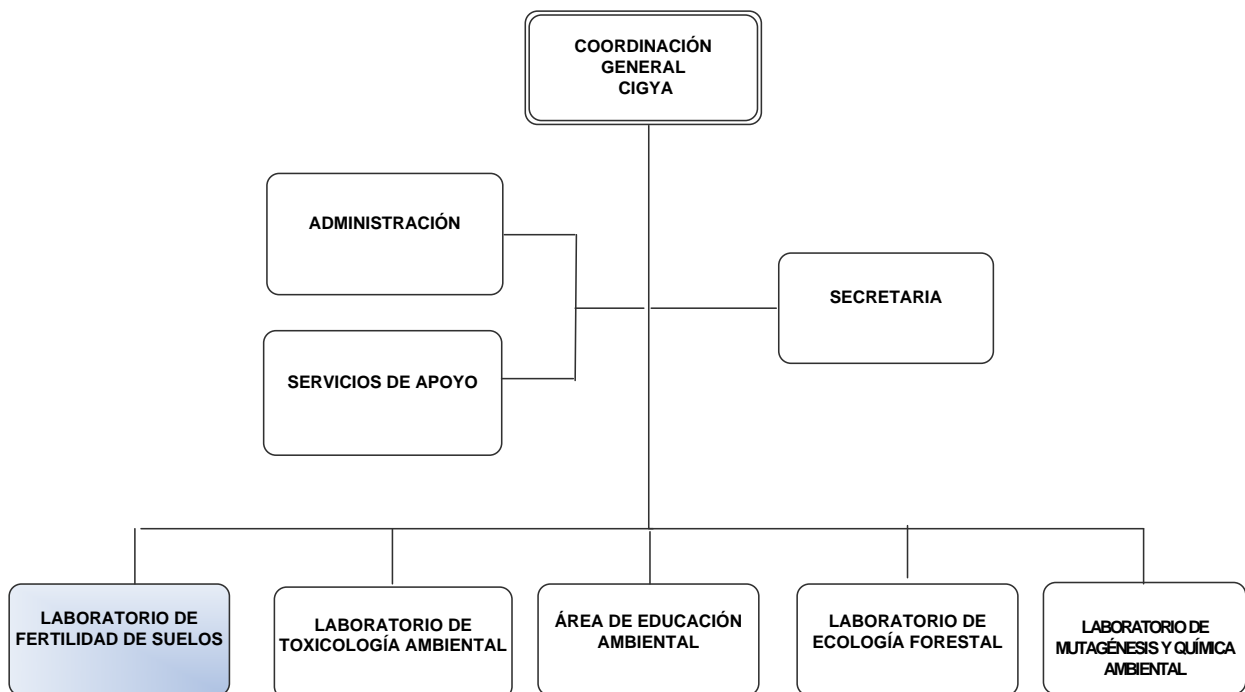 COORDINACIÓN
GENERAL
CIGYA
ADMINISTRACIÓN
SECRETARIA
SERVICIOS DE APOYO
LABORATORIO DE
FERTILIDAD DE SUELOS
LABORATORIO DE
TOXICOLOGÍA AMBIENTAL
ÁREA DE EDUCACIÓN
AMBIENTAL
LABORATORIO DE
ECOLOGÍA FORESTAL
LABORATORIO DE
MUTAGÉNESIS Y QUÍMICA
AMBIENTAL